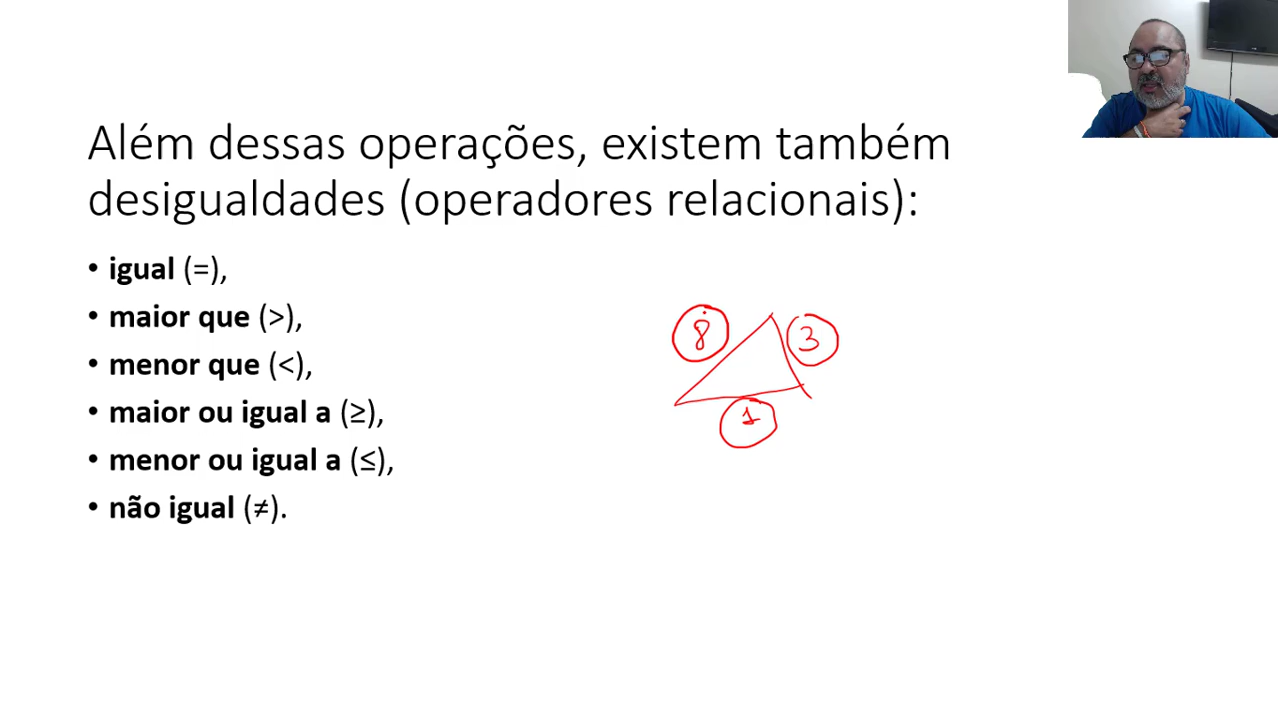 Além dessas operações, existem também
desigualdades (operadores relacionais):
• igual (=),
• maior que (>),
• menor que (<),
• maior ou igual a (≥),
• menor ou igual a (≤),
• não igual (≠).
8
3
1